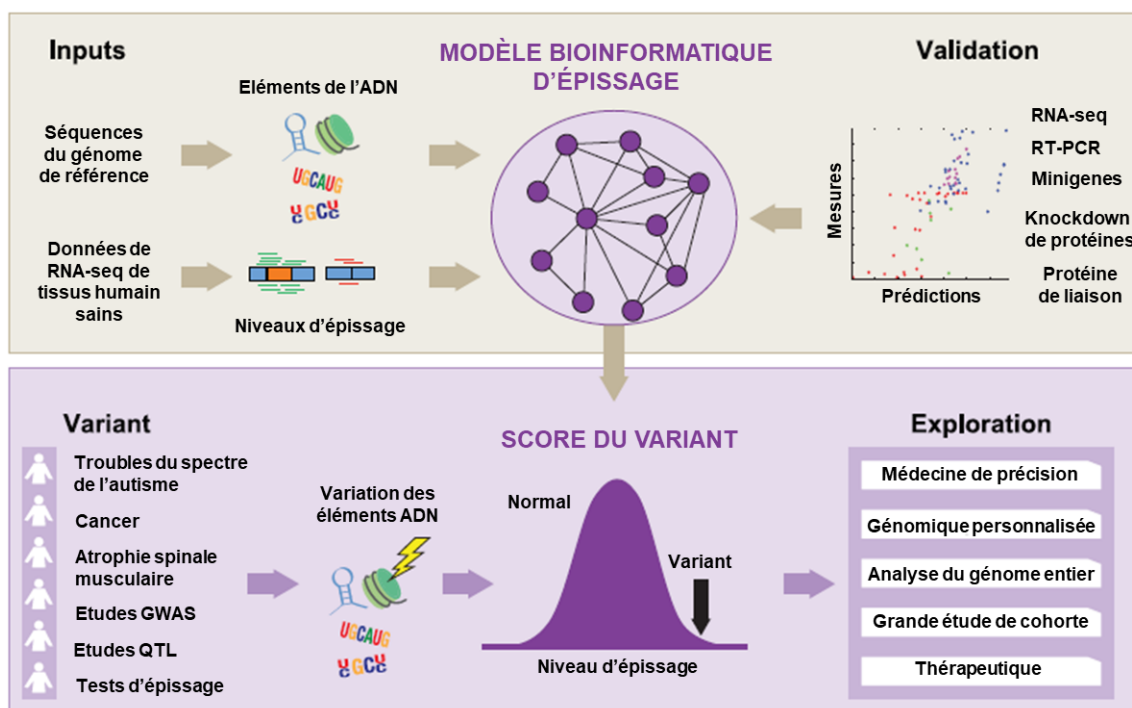 Inputs
Eléments de l'ADN
Séquences
du génome
de référence
UGCAUG
UGCU
C C
Données de
RNA-seq de
tissus humain
sains
Niveaux d'épissage
MODÈLE BIOINFORMATIQUE
D'ÉPISSAGE
Validation
Mesures
Prédictions
RNA-seq
RT-PCR
Minigenes
Knockdown
de protéines
Protéine
de liaison
Variant
Troubles du spectre
de l'autisme
Cancer
Atrophie spinale
musculaire
Etudes GWAS
Etudes QTL
Tests d'épissage
Variation des
éléments ADN
UGCAUG
UGCU
C C
SCORE DU VARIANT
Normal
Variant
Niveau d'épissage
Exploration
Médecine de précision
Génomique personnalisée
Analyse du génome entier
Grande étude de cohorte
Thérapeutique